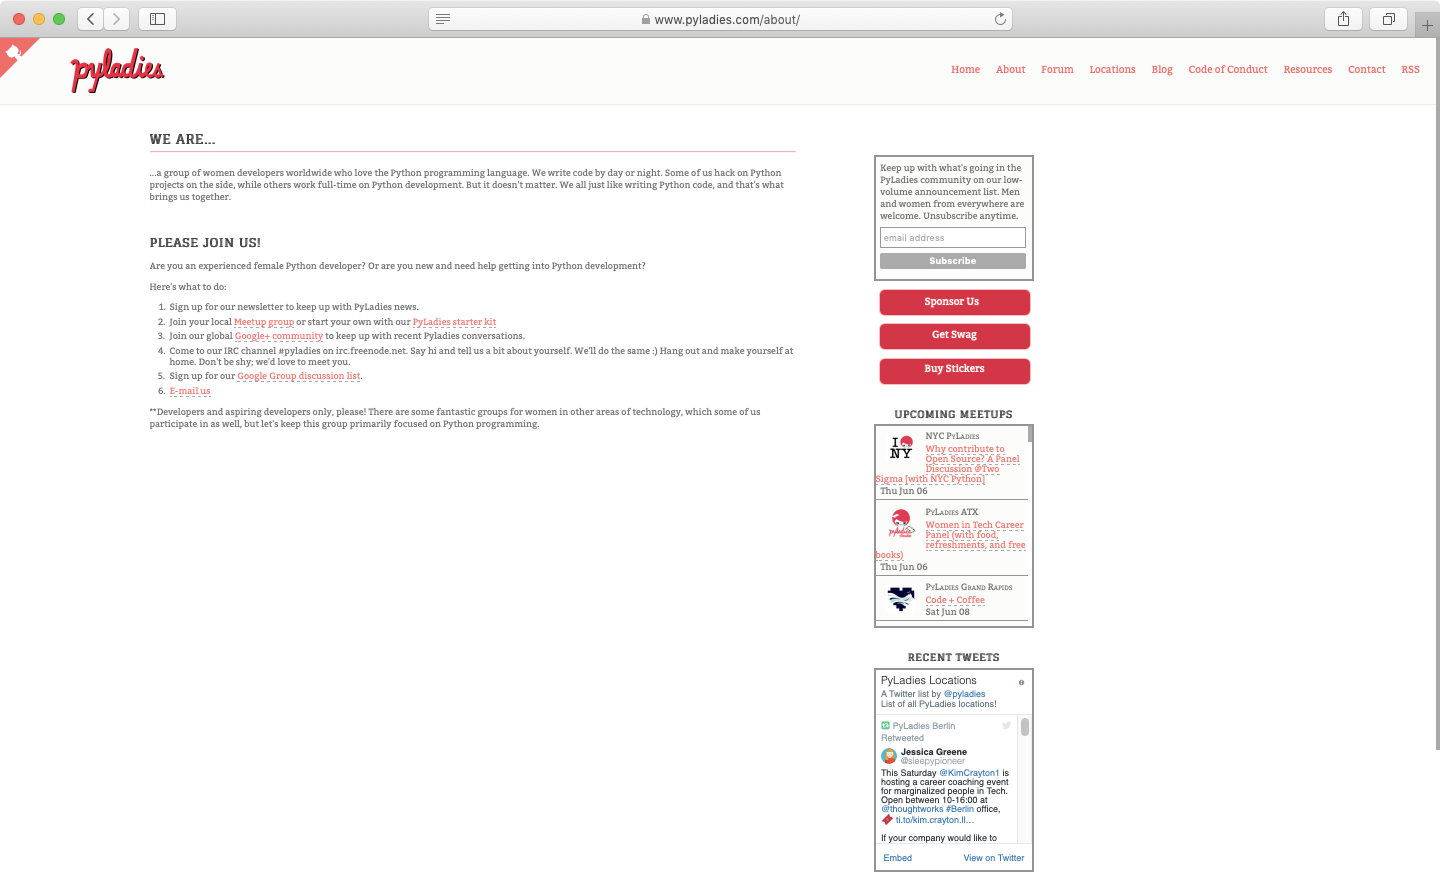 www.pyladies.com/about/
pyladies
Home About Forum Locations Blog Code of Conduct Resources Contact RSS
WE ARE...
...a group of women developers worldwide who love the Python programming language. We write code by day or night. Some of us hack on Python
projects on the side, while others work full-time on Python development. But it doesn't matter. We all just like writing Python code, and that's what
brings us together.
PLEASE JOIN US!
Are you an experienced female Python developer? Or are you new and need help getting into Python development?
Here's what to do:
1. Sign up for our newsletter to keep up with PyLadies news.
2. Join your local Meetup group or start your own with our PyLadies starter kit
3. Join our global Google+ community to keep up with recent Pyladies conversations.
4. Come to our IRC channel #pyladies on irc.freenode.net. Say hi and tell us a bit about yourself. We'll do the same :) Hang out and make yourself at
home. Don't be shy; we'd love to meet you.
5. Sign up for our Google Group discussion list.
6. E-mail us
**Developers and aspiring developers only, please! There are some fantastic groups for women in other areas of technology, which some of us
participate in as well, but let's keep this group primarily focused on Python programming.
Keep up with what's going in the
PyLadies community on our low-
volume announcement list. Men
and women from everywhere are
welcome. Unsubscribe anytime.
email address
Subscribe
Sponsor Us
Get Swag
Buy Stickers
UPCOMING MEETUPS
I
NY
NYC PyLadies
Why contribute to
Open Source? A Panel
Discussion @Two
Sigma [with NYC Python]
Thu Jun 06
pyladies
PyLadies ATX
Women in Tech Career
Panel (with food,
refreshments, and free
books)
Thu Jun 06
PyLadies Grand Rapids
Code + Coffee
Sat Jun 08
RECENT TWEETS
PyLadies Locations
A Twitter list by @pyladies
List of all PyLadies locations!
PyLadies Berlin
Retweeted
Jessica Greene
@sleepypioneer
This Saturday @KimCrayton1 is
hosting a career coaching event
for marginalized people in Tech.
Open between 10-16:00 at
@thoughtworks #Berlin office,
ti.to/kim.crayton.ll…
If your company would like to
Embed View on Twitter